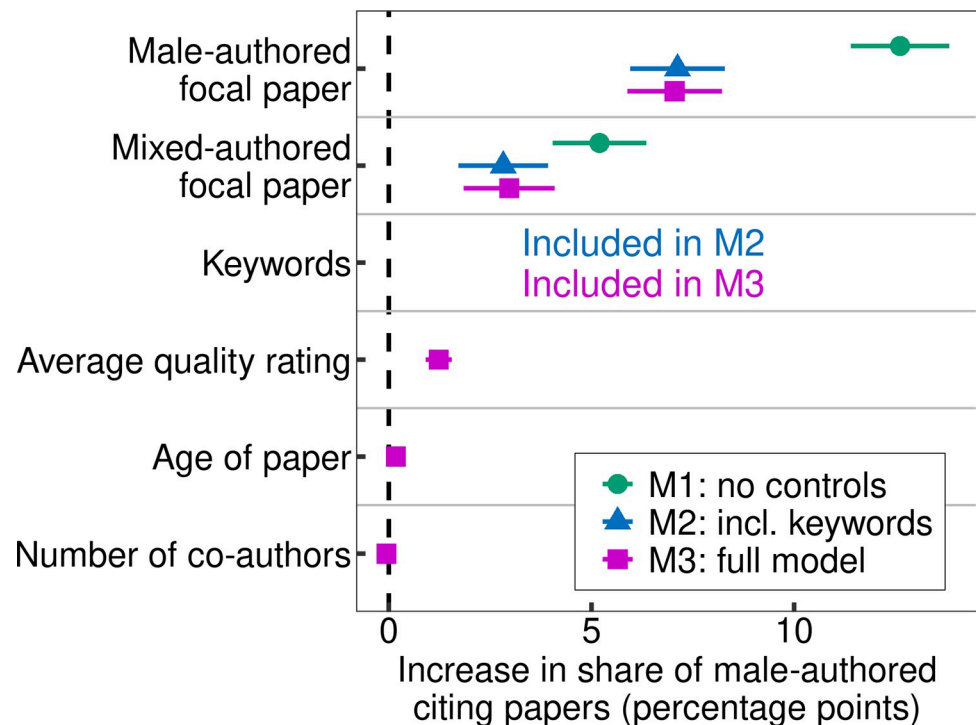 Male-authored
focal paper
Mixed-authored
focal paper
Keywords
Included in M2
Included in M3
Average quality rating
Age of paper
Number of co-authors
M1: no controls
M2: incl. keywords
M3: full model
0 5 10
Increase in share of male-authored
citing papers (percentage points)